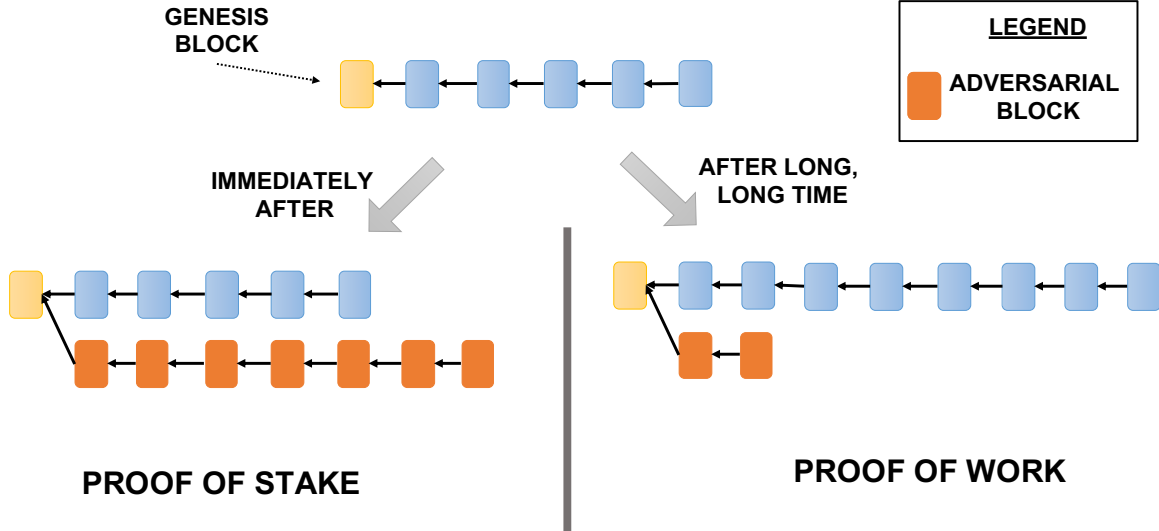 GENESIS
BLOCK
LEGEND
ADVERSARIAL
BLOCK
IMMEDIATELY
AFTER
AFTER LONG,
LONG TIME
PROOF OF STAKE
PROOF OF WORK